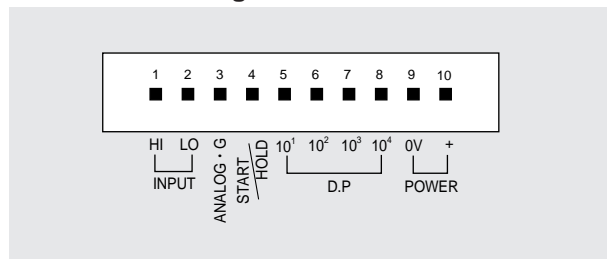 1 2 3 4 5 6 7 8 9 10
HI LO ANALOG・G START/HOLD 10¹ 10² 10³ 10⁴ 0V +
INPUT D.P POWER